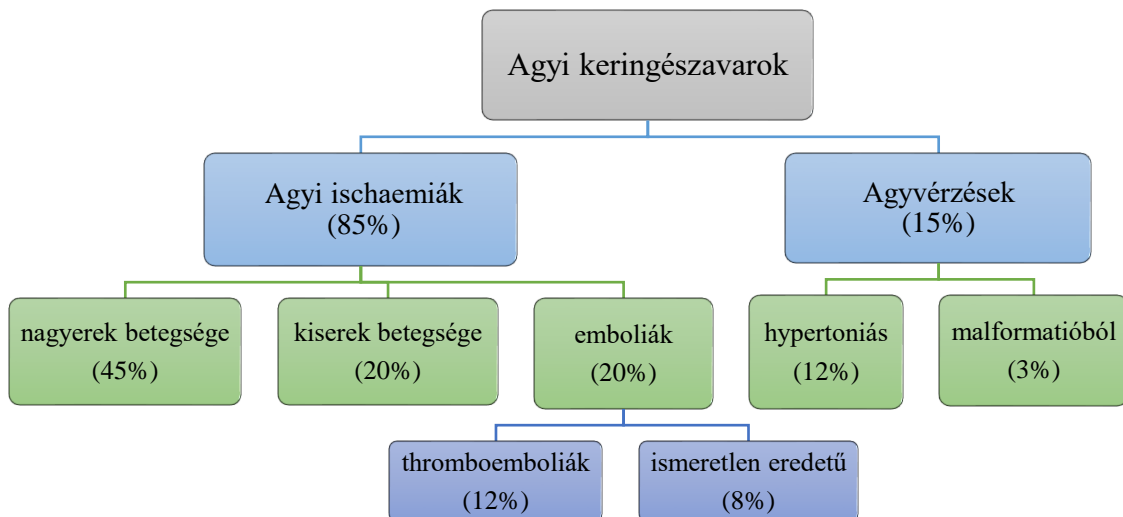 Agyi keringészavarok
Agyi ischaemiák
(85%)
Agyvérzések
(15%)
nagyerek betegsége
(45%)
kiserek betegsége
(20%)
emboliák
(20%)
hypertoniás
(12%)
malformatióból
(3%)
thromboemboliák
(12%)
ismeretlen eredetű
(8%)